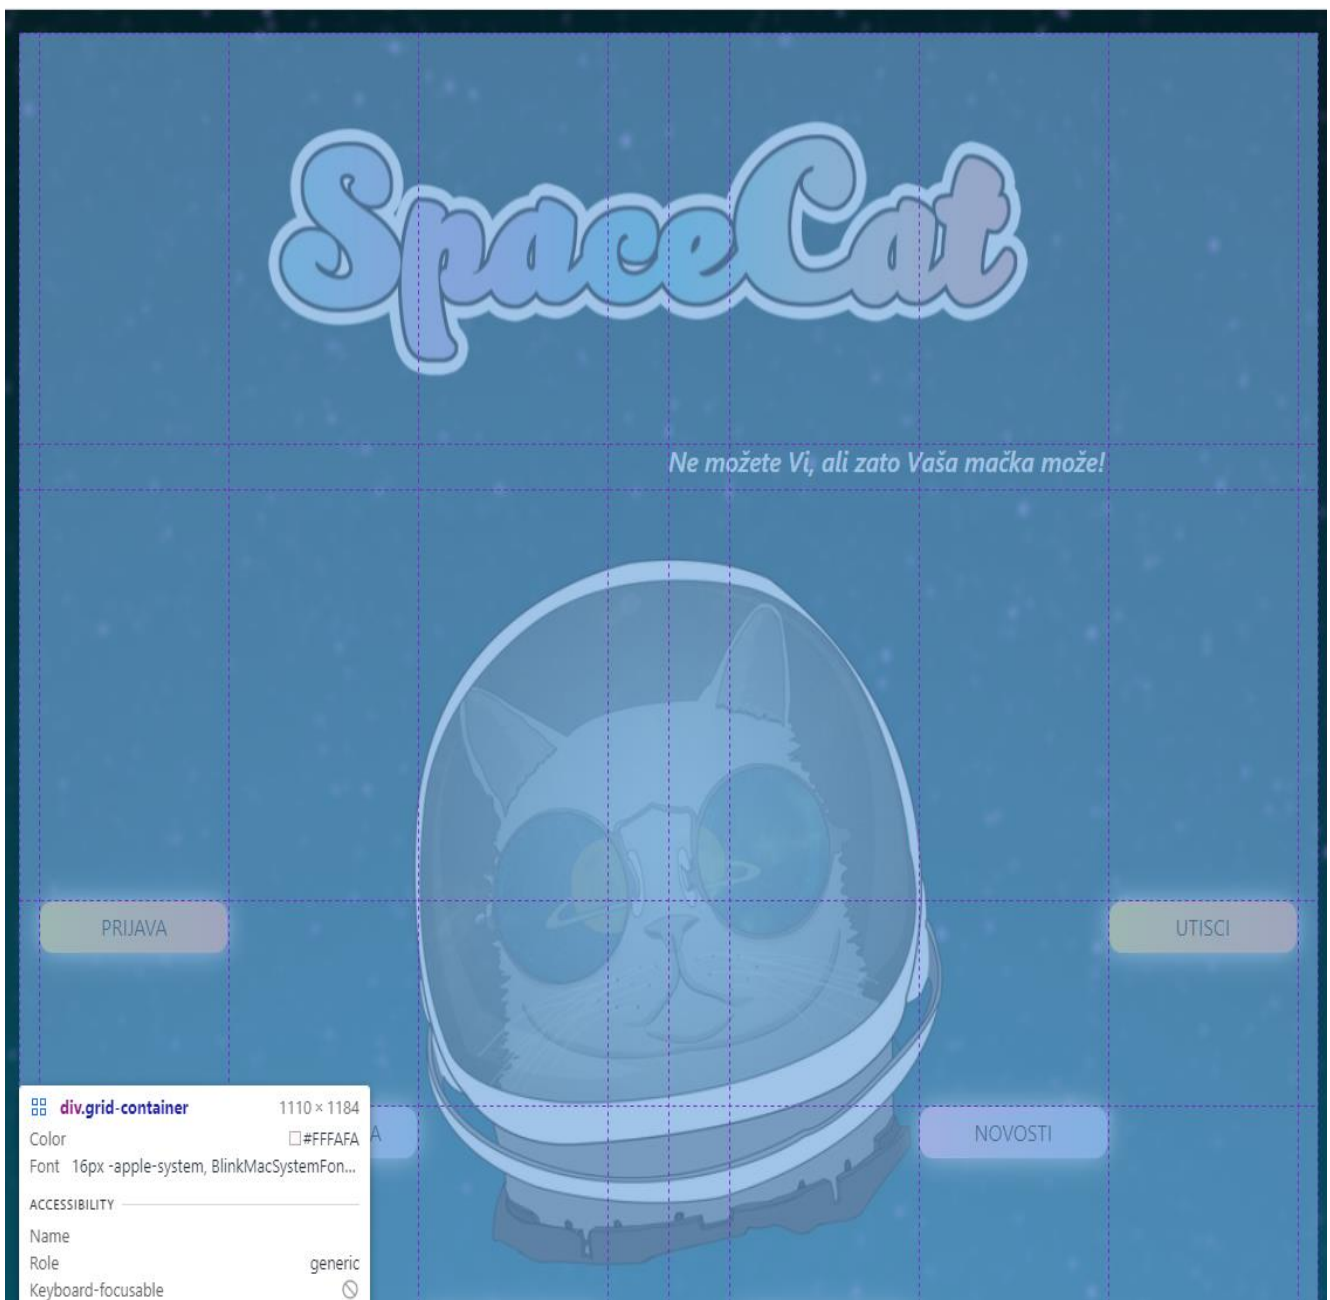 SpaceCat
Ne možete Vi, ali zato Vaša mačka može!
PRIJAVA
UTISCI
A
NOVOSTI
div.grid-container 1110 × 1184
Color #FFFAFA
Font 16px -apple-system, BlinkMacSystemFon...
ACCESSIBILITY
Name
Role generic
Keyboard-focusable